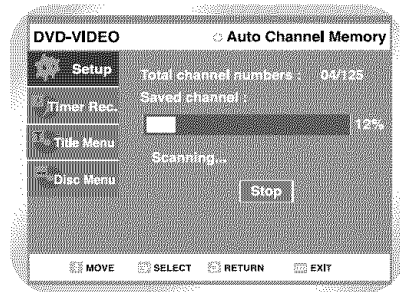 DVD-VIDEO
Auto Channel Memory
Setup
Total channel numbers : 04/125
Timer Rec.
Saved channel :
12%
Title Menu
Scanning...
Disc Menu
Stop
MOVE SELECT RETURN EXIT